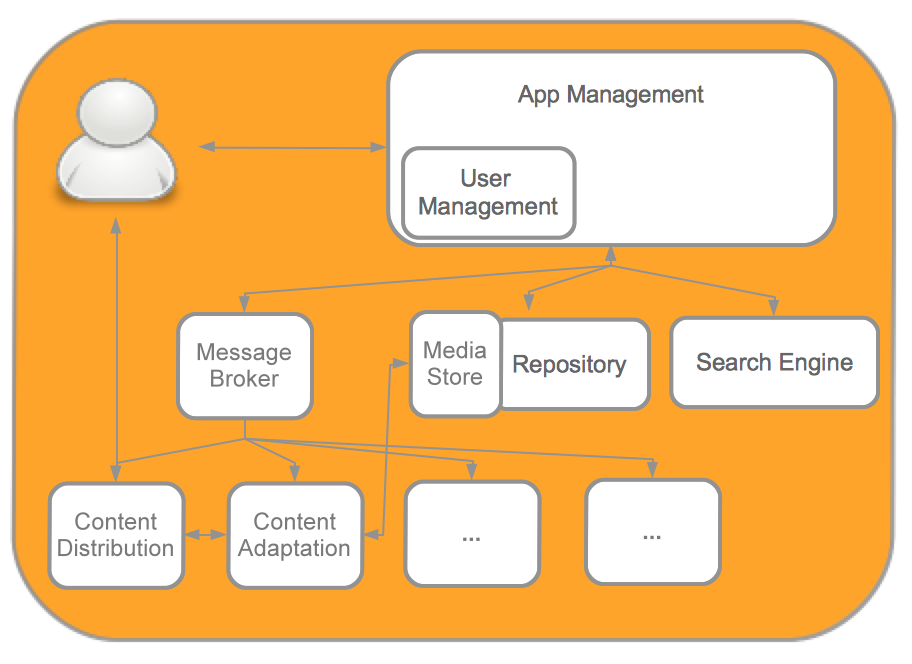 App Management
User
Management
Message
Broker
Media
Store
Repository
Search Engine
Content
Distribution
Content
Adaptation
...
...